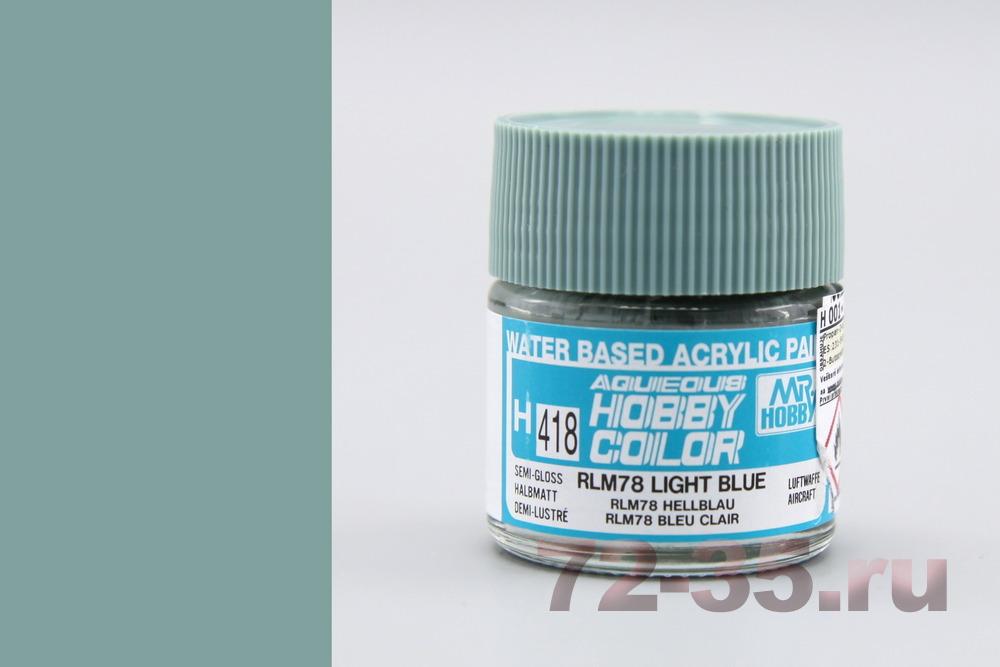 WATER BASED ACRYLIC PAI
AQUEOUS
HOBBY
COLOR
MR
HOBBY
H 418
SEMI-GLOSS
HALBMATT
DEMI-LUSTRÉ
RLM78 LIGHT BLUE
RLM78 HELLBLAU
RLM78 BLEU CLAIR
LUFTWAFFE
AIRCRAFT
H 001
72-35.ru